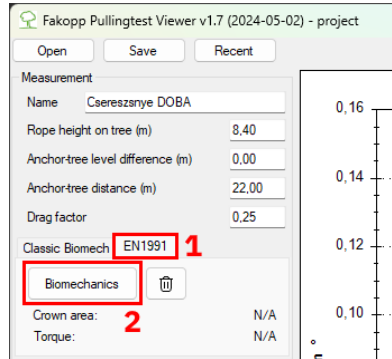 Fakopp Pullingtest Viewer v1.7 (2024-05-02) - project
Open Save Recent
Measurement
Name Csereszsnye DOBA
Rope height on tree (m) 8,40
Anchor-tree level difference (m) 0,00
Anchor-tree distance (m) 22,00
Drag factor 0,25
Classic Biomech EN1991 1
Biomechanics
2
Crown area: N/A
Torque: N/A
0,16
0,14
0,12
0,10